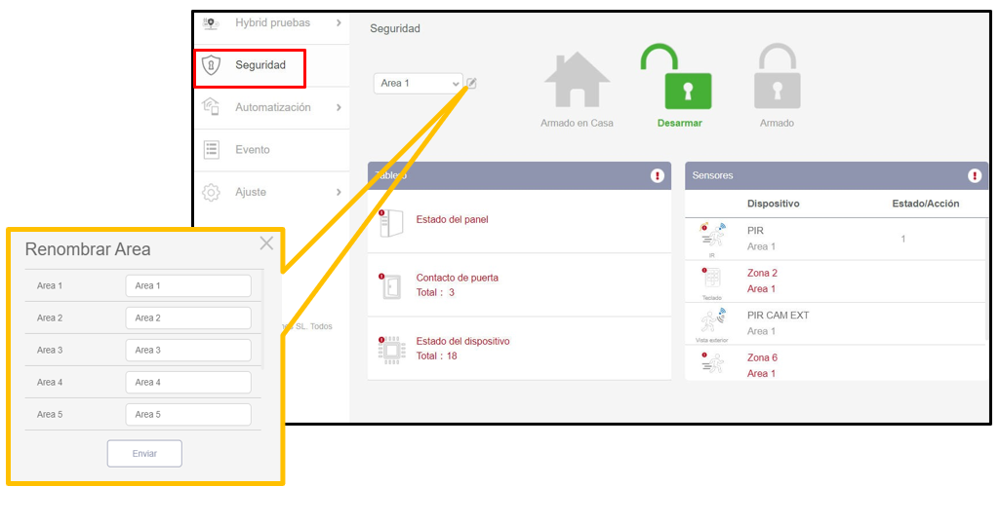 Hybrid pruebas
Seguridad
Automatización
Evento
Ajuste
SL. Todos
Seguridad
Area 1
Armado en Casa
Desarmar
Armado
Tablero
Estado del panel
Contacto de puerta
Total : 3
Estado del dispositivo
Total : 18
Sensores
Dispositivo Estado/Acción
PIR
Area 1
1
IR
Zona 2
Area 1
Teclado
PIR CAM EXT
Area 1
Vista exterior
Zona 6
Area 1
Renombrar Area
Area 1 Area 1
Area 2 Area 2
Area 3 Area 3
Area 4 Area 4
Area 5 Area 5
Enviar